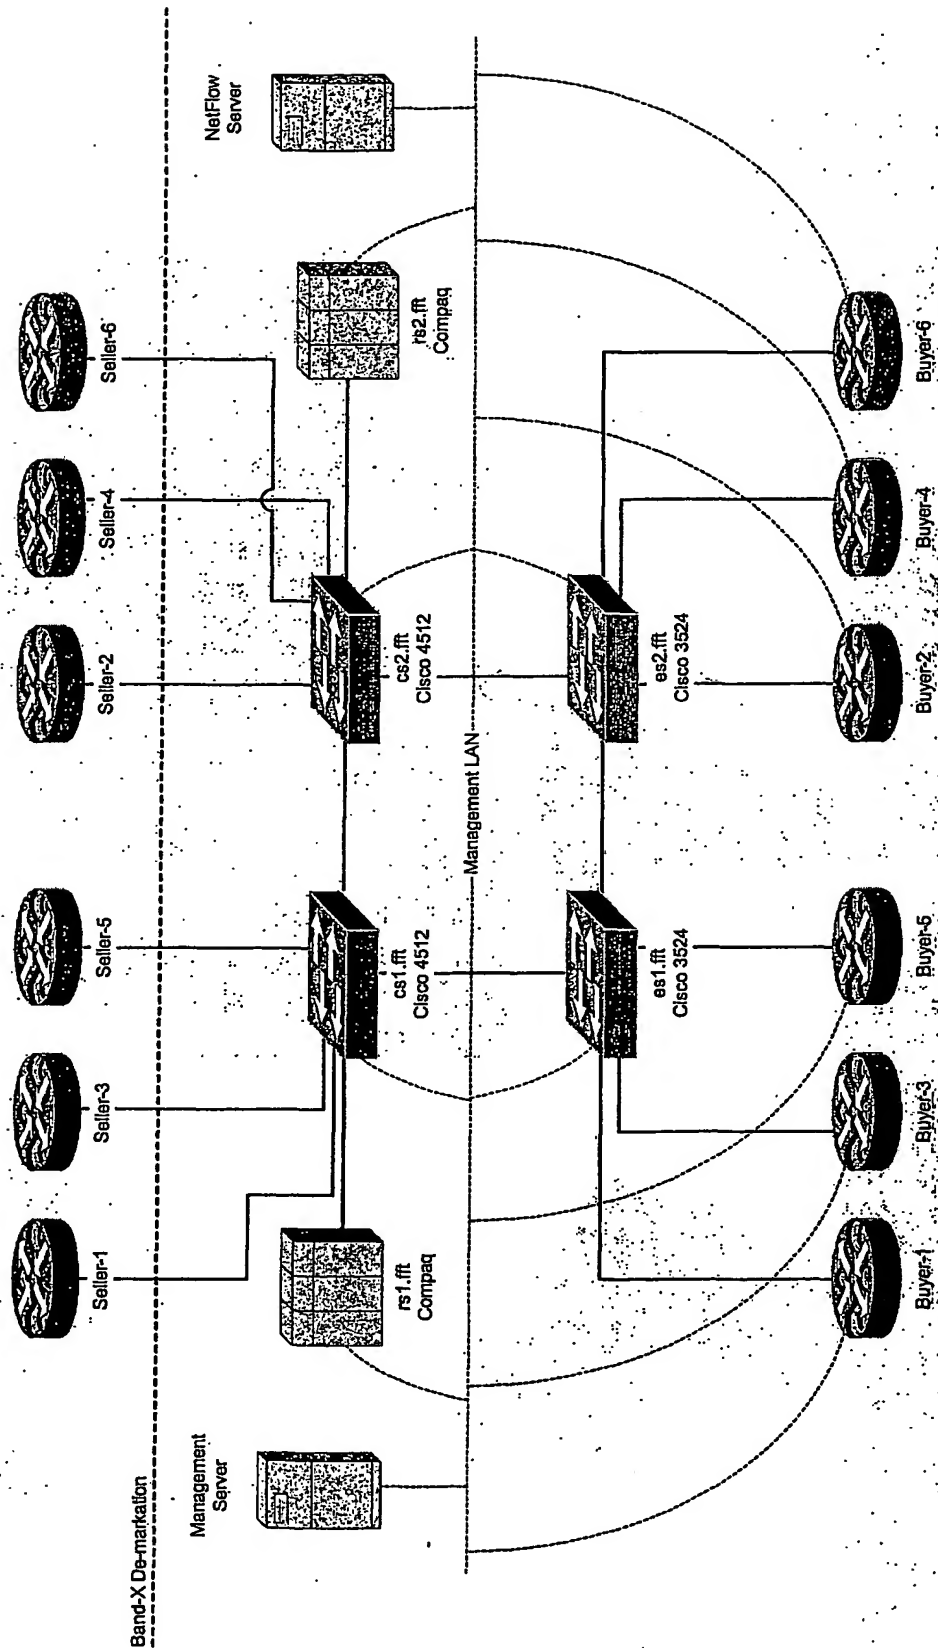 Band-X De-markation
Seller-1
Seller-3
Seller-5
Seller-2
Seller-4
Seller-6
Management
Server
NetFlow
Server
rs1.fft
Compaq
cs1.fft
Cisco 4512
cs2.fft
Cisco 4512
rs2.fft
Compaq
Management LAN
es1.fft
Cisco 3524
es2.fft
Cisco 3524
Buyer-1
Buyer-3
Buyer-5
Buyer-2
Buyer-4
Buyer-6